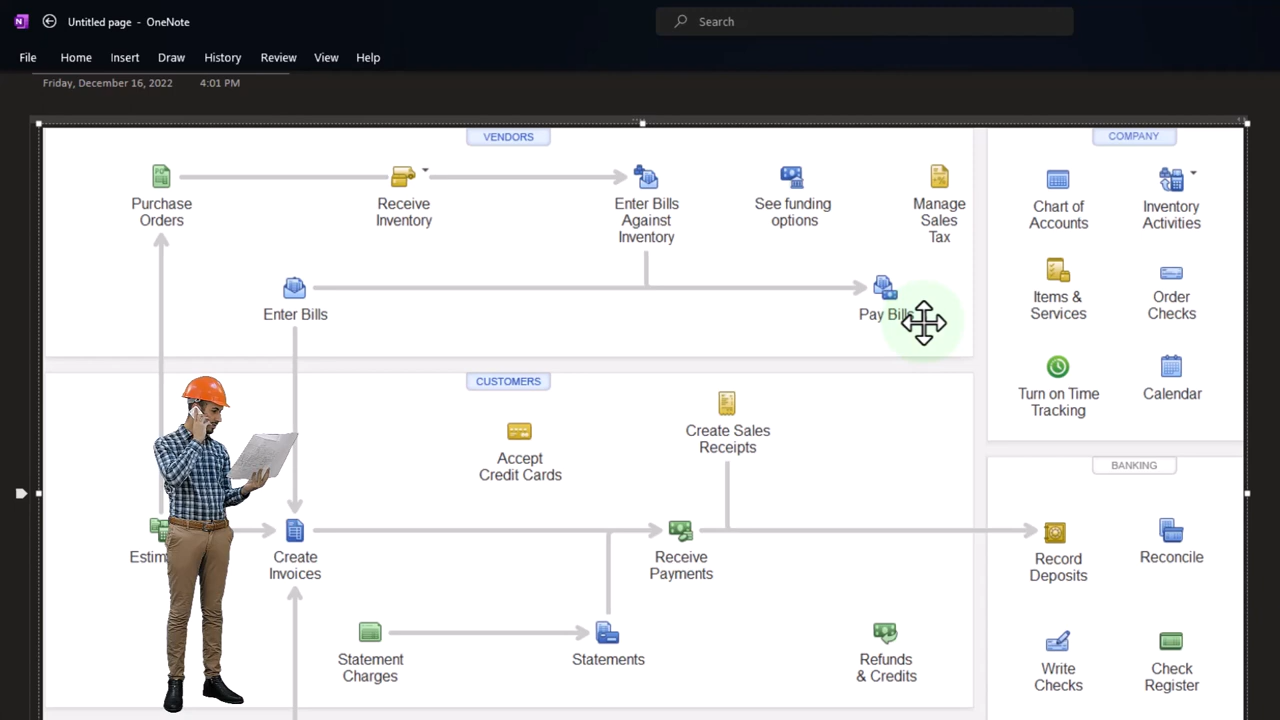 Untitled page - OneNote
Search
File Home Insert Draw History Review View Help
Friday, December 16, 2022 4:01 PM
VENDORS
COMPANY
Purchase
Orders
Receive
Inventory
Enter Bills
Against
Inventory
See funding
options
Manage
Sales
Tax
Chart of
Accounts
Inventory
Activities
Enter Bills
Pay Bills
Items &
Services
Order
Checks
Turn on Time
Tracking
Calendar
CUSTOMERS
Accept
Credit Cards
Create Sales
Receipts
BANKING
Estim
Create
Invoices
Receive
Payments
Record
Deposits
Reconcile
Statement
Charges
Statements
Refunds
& Credits
Write
Checks
Check
Register